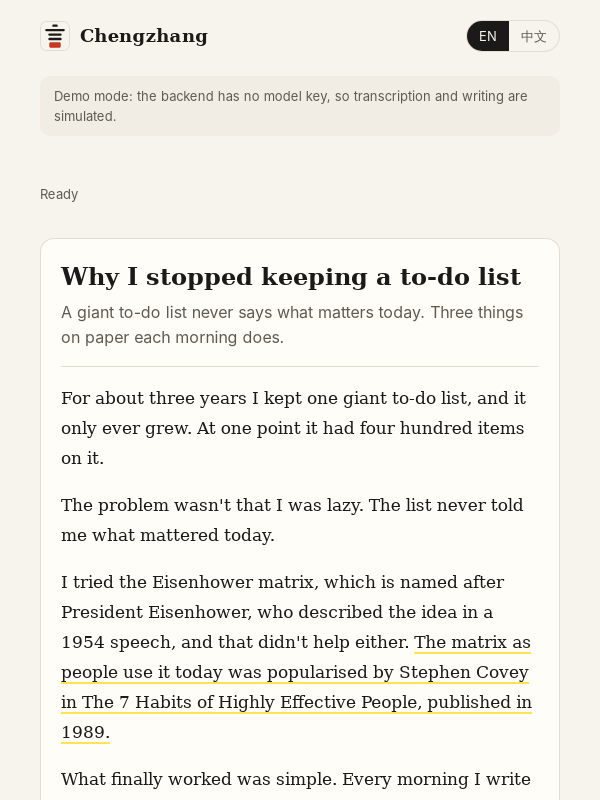 Chengzhang
EN
中文
Demo mode: the backend has no model key, so transcription and writing are
simulated.
Ready
Why I stopped keeping a to-do list
A giant to-do list never says what matters today. Three things
on paper each morning does.
For about three years I kept one giant to-do list, and it
only ever grew. At one point it had four hundred items
on it.
The problem wasn't that I was lazy. The list never told
me what mattered today.
I tried the Eisenhower matrix, which is named after
President Eisenhower, who described the idea in a
1954 speech, and that didn't help either. The matrix as
people use it today was popularised by Stephen Covey
in The 7 Habits of Highly Effective People, published in
1989.
What finally worked was simple. Every morning I write